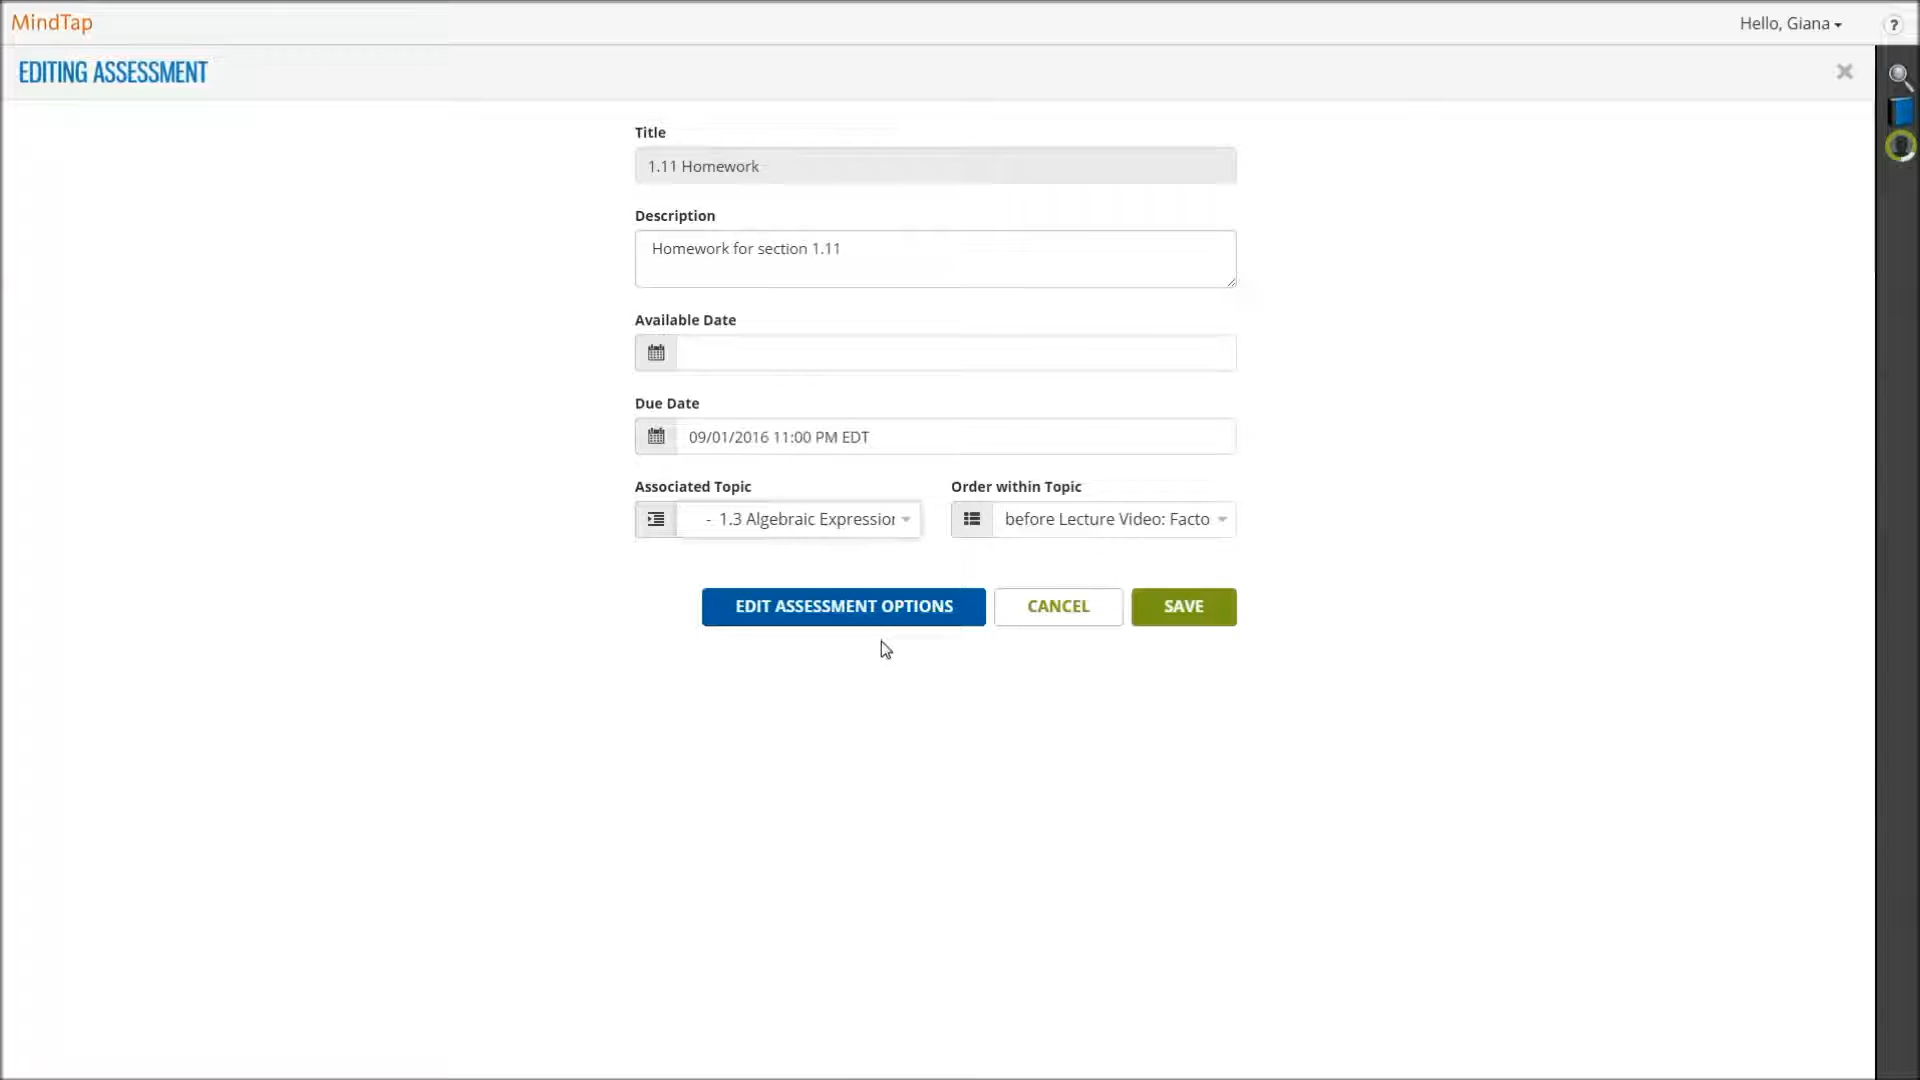 MindTap
Hello, Giana
?
EDITING ASSESSMENT
Title
1.11 Homework
Description
Homework for section 1.11
Available Date
Due Date
09/01/2016 11:00 PM EDT
Associated Topic
Order within Topic
- 1.3 Algebraic Expression
before Lecture Video: Facto
EDIT ASSESSMENT OPTIONS
CANCEL
SAVE